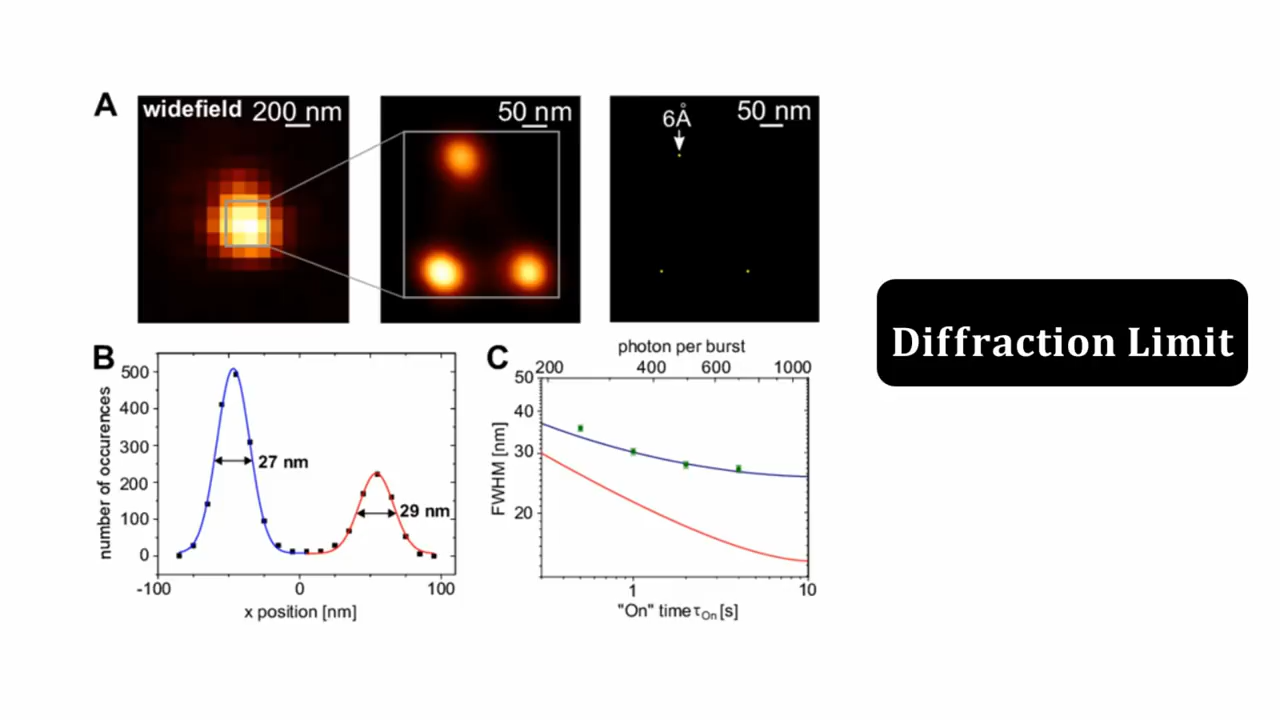 A
widefield 200 nm
50 nm
6Å
50 nm
B
number of occurences
500
400
300
200
100
0
27 nm
29 nm
-100 0 100
x position [nm]
C
photon per burst
200 400 600 1000
FWHM [nm]
50
40
30
20
1 10
"On" time τOn [s]
Diffraction Limit